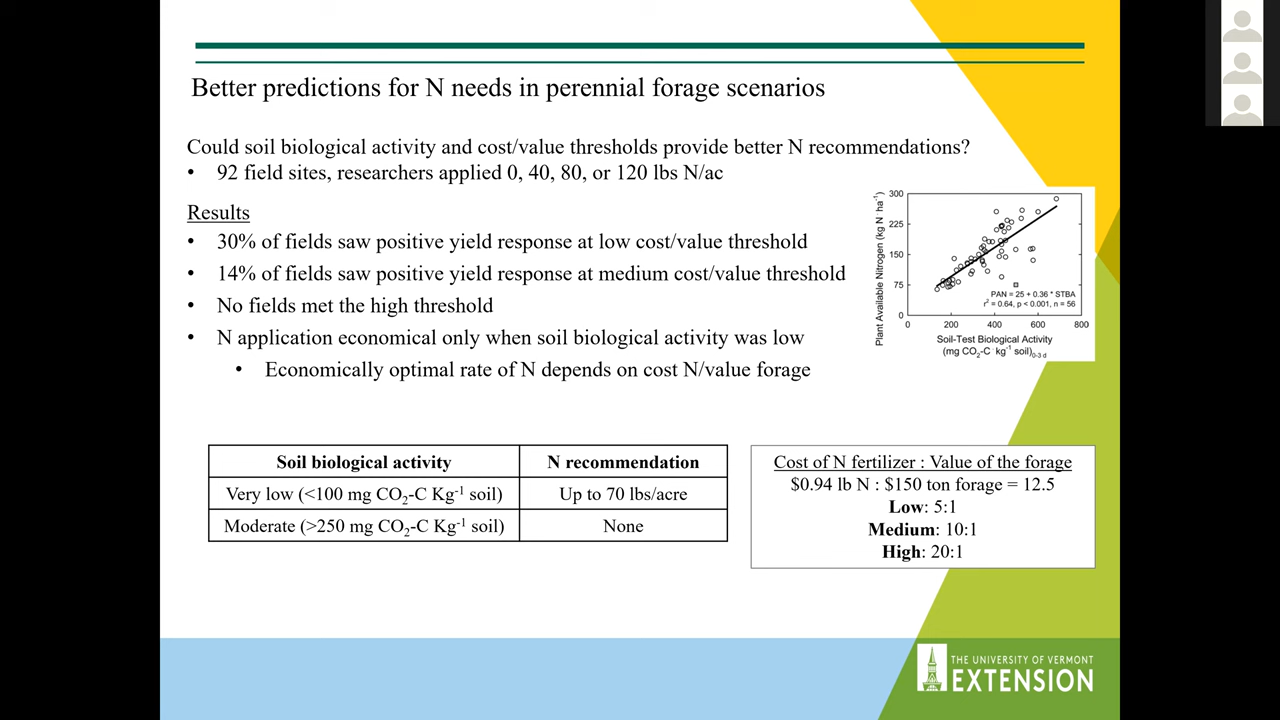 Better predictions for N needs in perennial forage scenarios
Could soil biological activity and cost/value thresholds provide better N recommendations?
• 92 field sites, researchers applied 0, 40, 80, or 120 lbs N/ac
Results
• 30% of fields saw positive yield response at low cost/value threshold
• 14% of fields saw positive yield response at medium cost/value threshold
• No fields met the high threshold
• N application economical only when soil biological activity was low
• Economically optimal rate of N depends on cost N/value forage
Plant Available Nitrogen (kg N ha⁻¹)
300
225
150
75
0
PAN = 25 + 0.36 * STBA
r² = 0.64, p < 0.001, n = 56
0 200 400 600 800
Soil-Test Biological Activity
(mg CO₂-C kg⁻¹ soil)₀₋₃ d
Soil biological activity N recommendation
Very low (<100 mg CO₂-C Kg⁻¹ soil) Up to 70 lbs/acre
Moderate (>250 mg CO₂-C Kg⁻¹ soil) None
Cost of N fertilizer : Value of the forage
$0.94 lb N : $150 ton forage = 12.5
Low: 5:1
Medium: 10:1
High: 20:1
THE UNIVERSITY OF VERMONT
EXTENSION